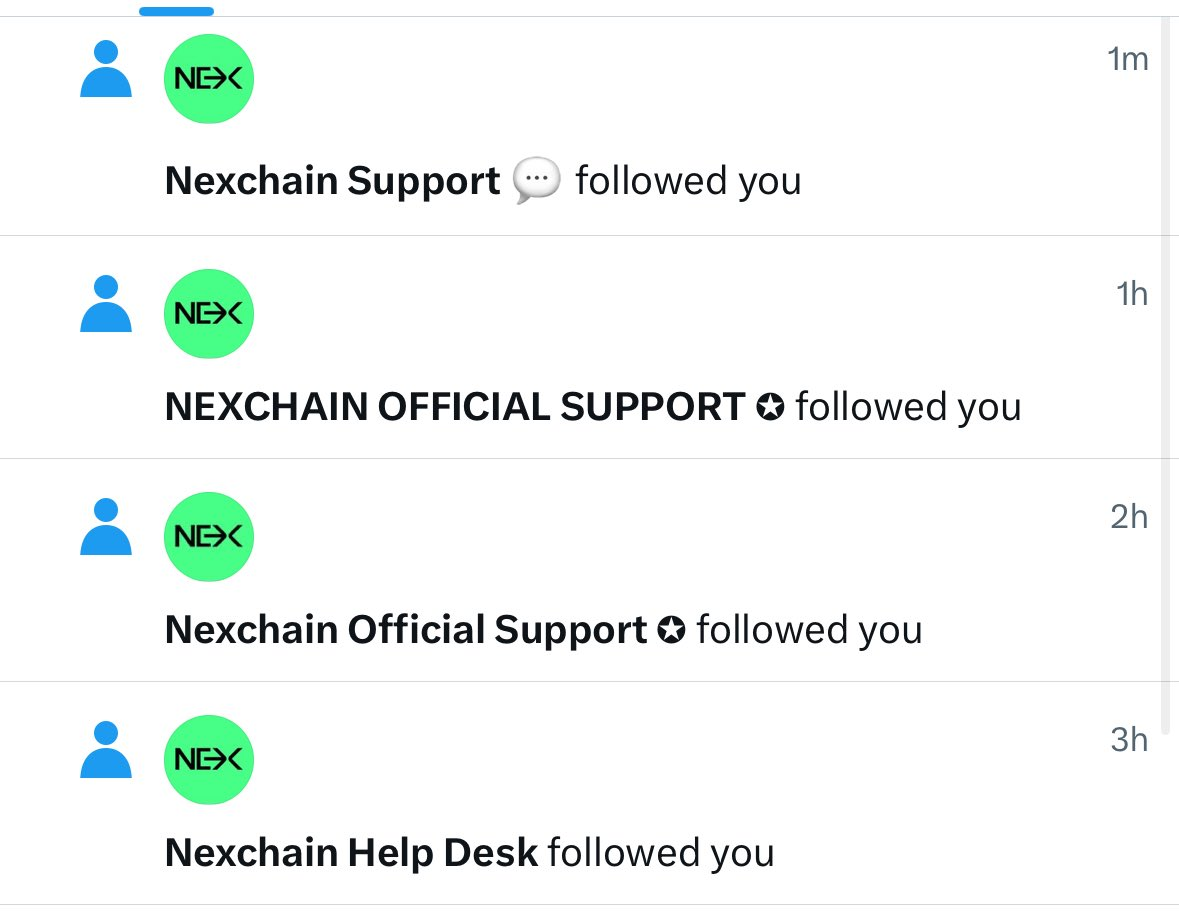 NEX
1m
Nexchain Support 💬 followed you
NEX
1h
NEXCHAIN OFFICIAL SUPPORT ✪ followed you
NEX
2h
Nexchain Official Support ✪ followed you
NEX
3h
Nexchain Help Desk followed you